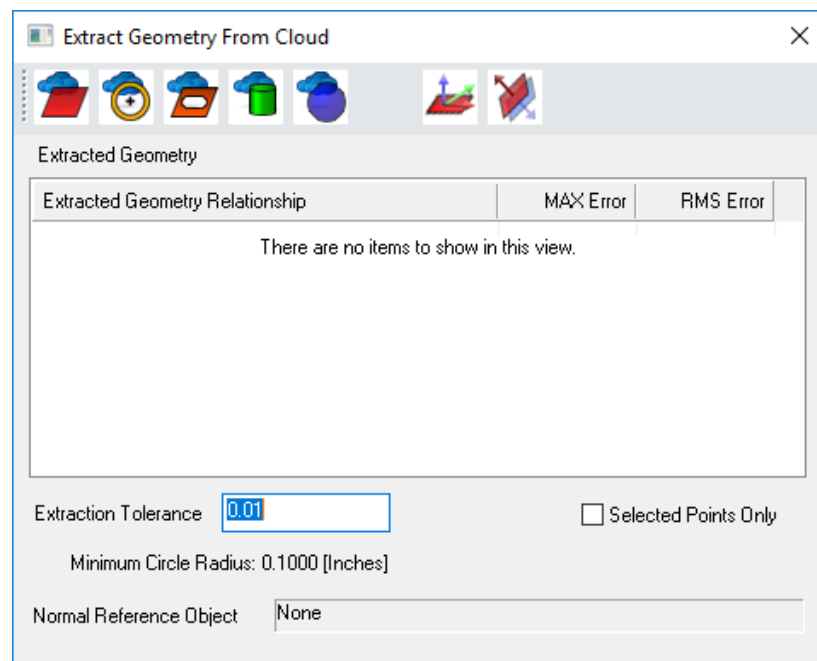 Extract Geometry From Cloud
Extracted Geometry
Extracted Geometry Relationship MAX Error RMS Error
There are no items to show in this view.
Extraction Tolerance 0.01 Selected Points Only
Minimum Circle Radius: 0.1000 [Inches]
Normal Reference Object None